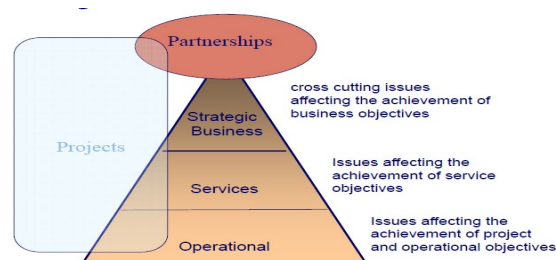 Partnerships
cross cutting issues
affecting the achievement of
business objectives
Strategic
Business
Projects
Issues affecting the
achievement of service
objectives
Services
Issues affecting the
achievement of project
and operational objectives
Operational